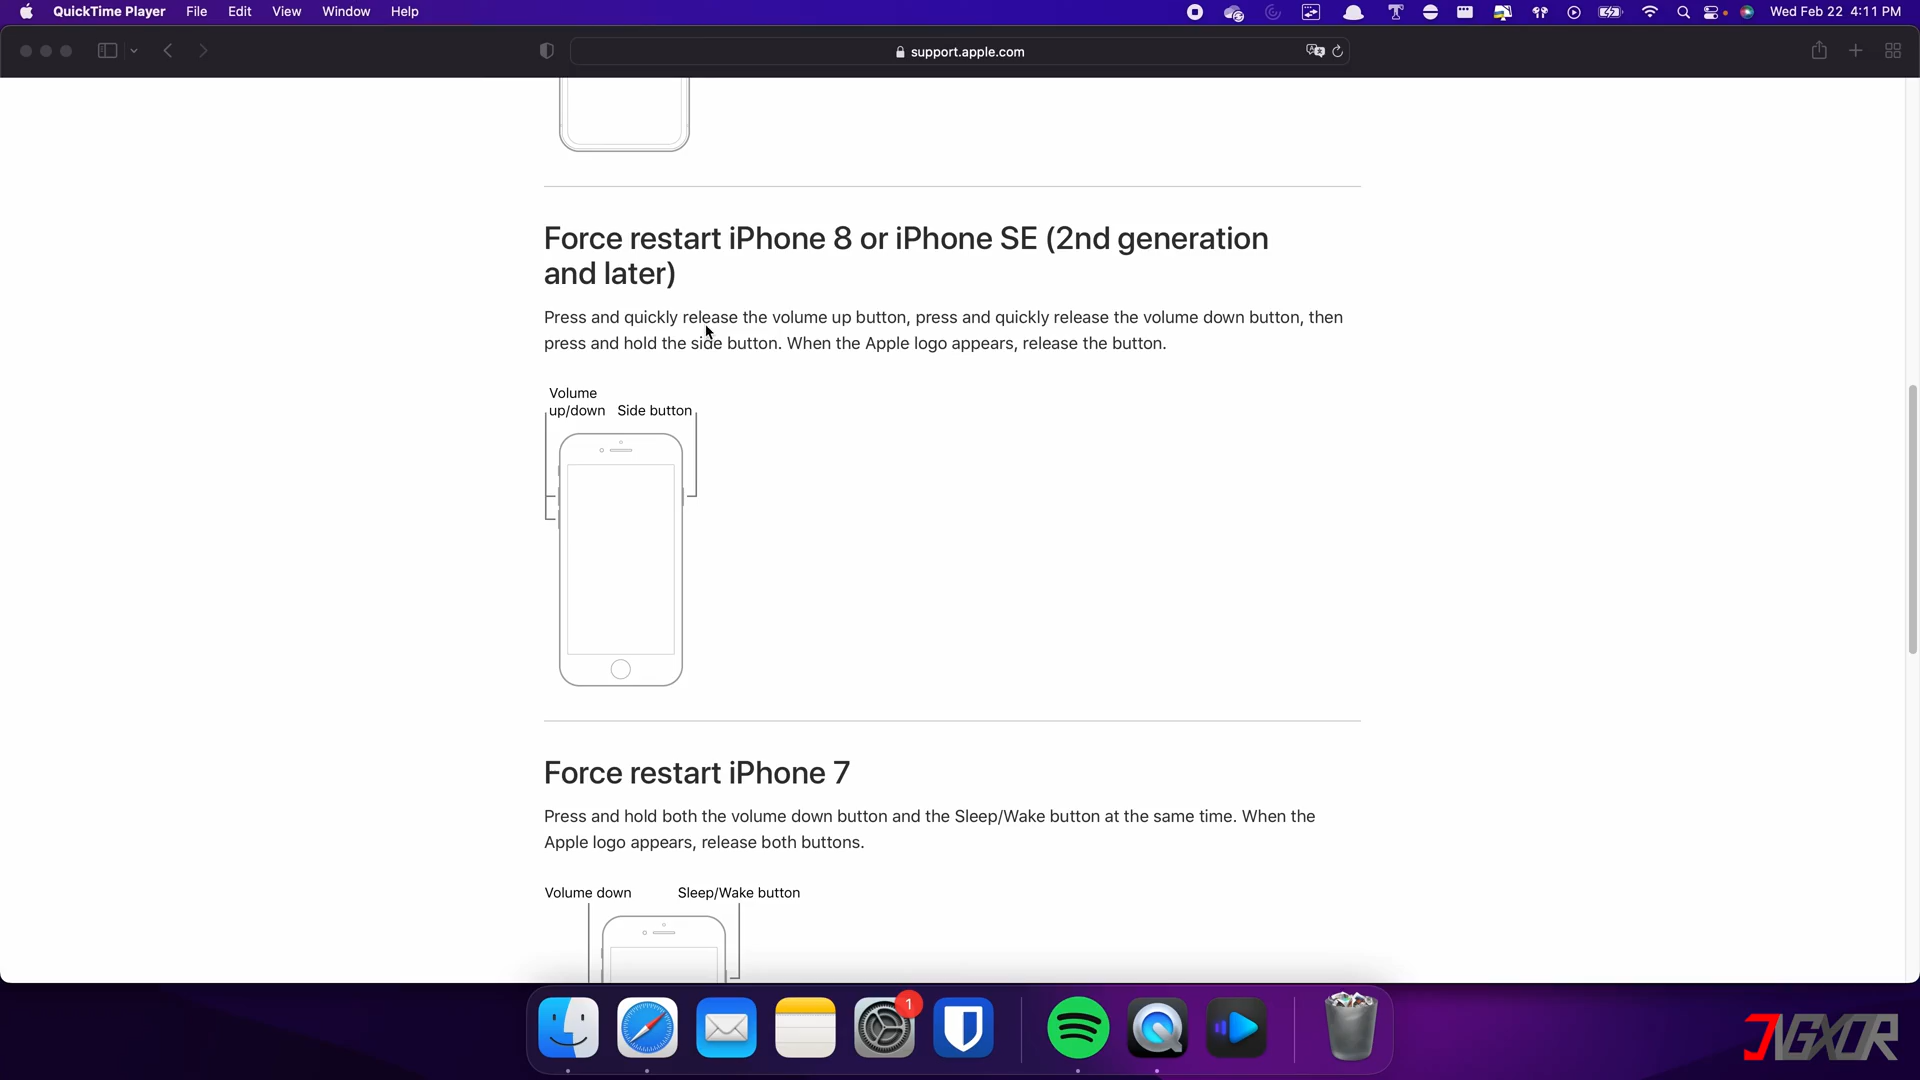 QuickTime Player File Edit View Window Help Wed Feb 22 4:11 PM
support.apple.com
Force restart iPhone 8 or iPhone SE (2nd generation
and later)
Press and quickly release the volume up button, press and quickly release the volume down button, then
press and hold the side button. When the Apple logo appears, release the button.
Volume
up/down Side button
Force restart iPhone 7
Press and hold both the volume down button and the Sleep/Wake button at the same time. When the
Apple logo appears, release both buttons.
Volume down Sleep/Wake button
1
JVGXOR